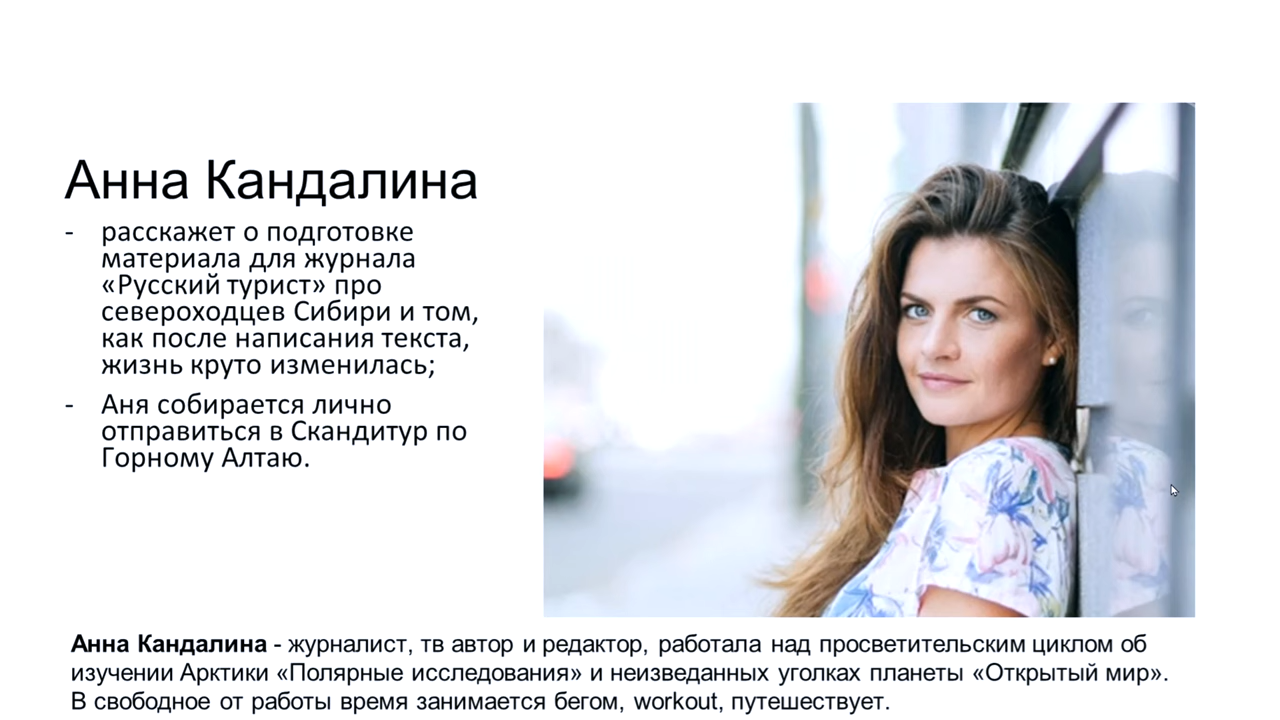 Анна Кандалина
- расскажет о подготовке
материала для журнала
«Русский турист» про
североходцев Сибири и том,
как после написания текста,
жизнь круто изменилась;
- Аня собирается лично
отправиться в Скандитур по
Горному Алтаю.
Анна Кандалина - журналист, тв автор и редактор, работала над просветительским циклом об
изучении Арктики «Полярные исследования» и неизведанных уголках планеты «Открытый мир».
В свободное от работы время занимается бегом, workout, путешествует.